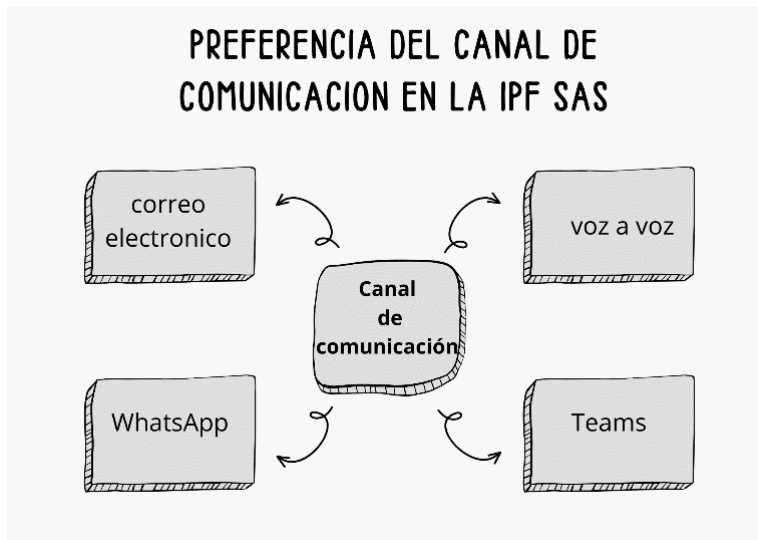 PREFERENCIA DEL CANAL DE
COMUNICACION EN LA IPF SAS
correo
electronico
voz a voz
Canal
de
comunicación
WhatsApp
Teams